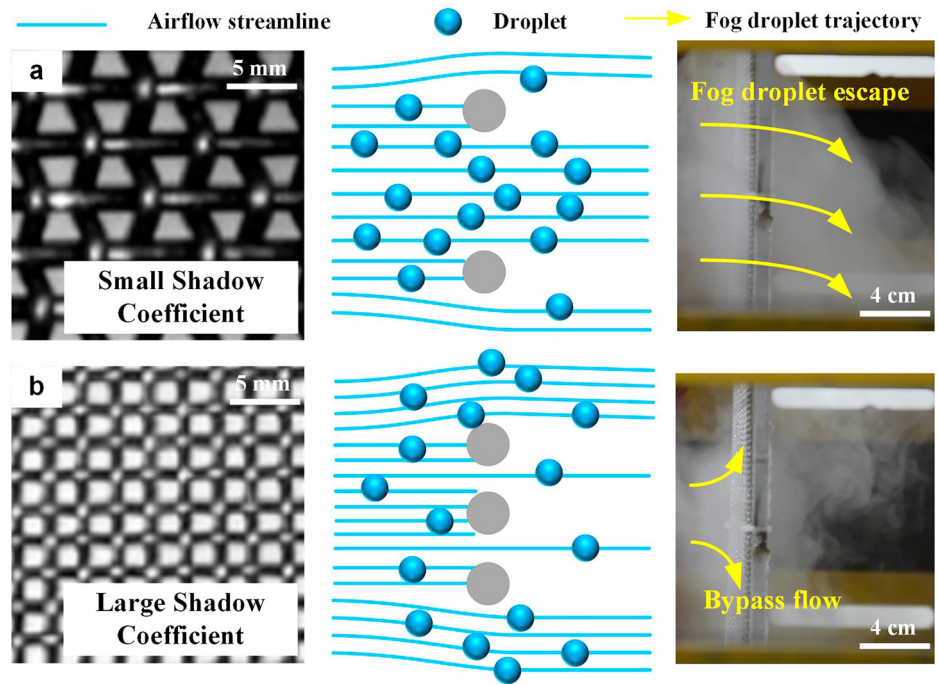 Airflow streamline
Droplet
Fog droplet trajectory
a
5 mm
Small Shadow
Coefficient
Fog droplet escape
4 cm
b
5 mm
Large Shadow
Coefficient
Bypass flow
4 cm